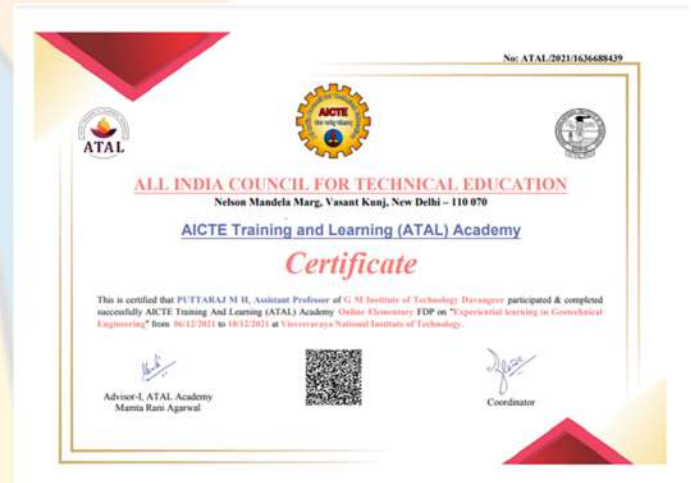 No: ATAL/2021/1636688439
AICTE
ATAL
ALL INDIA COUNCIL FOR TECHNICAL EDUCATION
Nelson Mandela Marg, Vasant Kunj, New Delhi – 110 070
AICTE Training and Learning (ATAL) Academy
Certificate
This is certified that PUTTARAJ M H, Assistant Professor of G M Institute of Technology Davangere participated & completed
successfully AICTE Training And Learning (ATAL) Academy Online Elementary FDP on "Experiential learning in Geotechnical
Engineering" from 06/12/2021 to 10/12/2021 at Visvesvaraya National Institute of Technology.
Advisor-I, ATAL Academy
Mamta Rani Agarwal
Coordinator